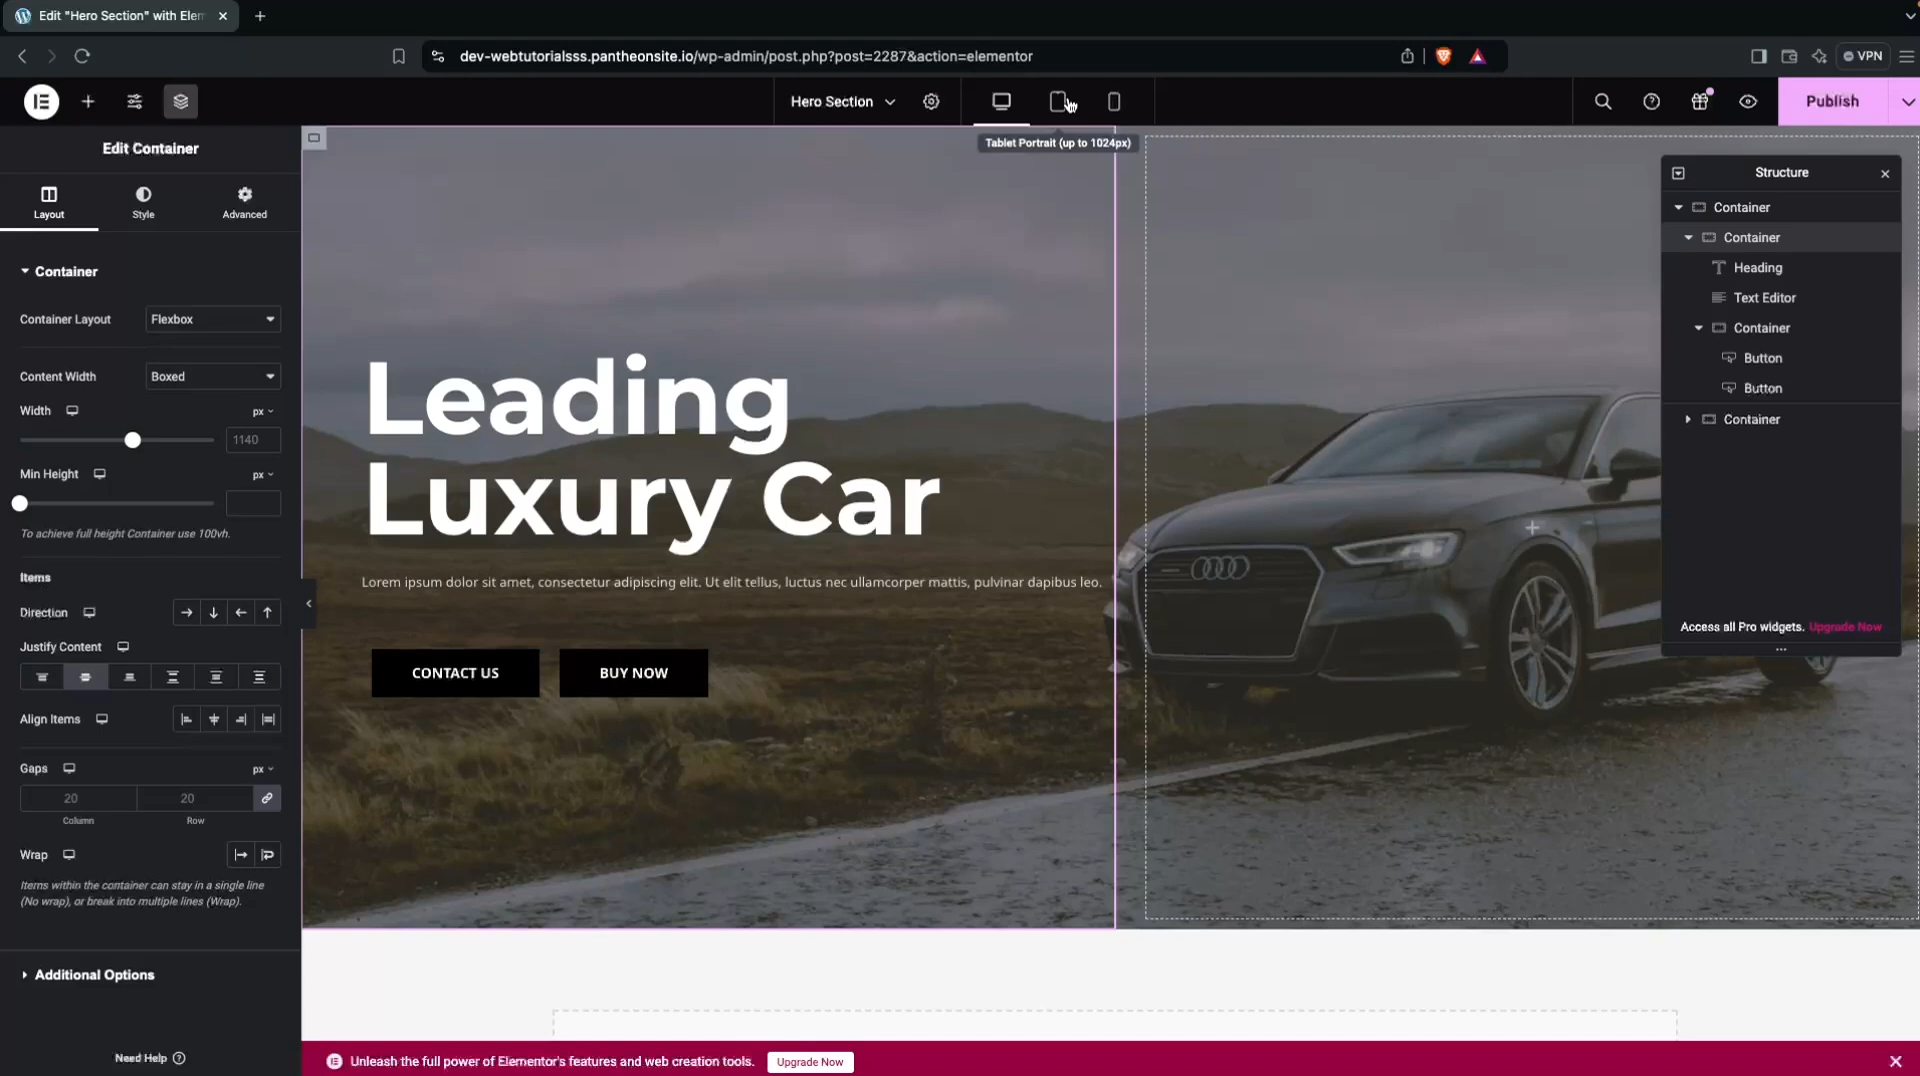 Edit "Hero Section" with Elem
dev-webtutorialsss.pantheonsite.io/wp-admin/post.php?post=2287&action=elementor
VPN
Hero Section
Publish
Tablet Portrait (up to 1024px)
Edit Container
Layout
Style
Advanced
Container
Container Layout
Flexbox
Content Width
Boxed
Width
px
1140
Min Height
px
To achieve full height Container use 100vh.
Items
Direction
Justify Content
Align Items
Gaps
px
20
20
Column
Row
Wrap
Items within the container can stay in a single line
(No wrap), or break into multiple lines (Wrap).
Additional Options
Need Help
Leading
Luxury Car
Lorem ipsum dolor sit amet, consectetur adipiscing elit. Ut elit tellus, luctus nec ullamcorper mattis, pulvinar dapibus leo.
CONTACT US
BUY NOW
Structure
Container
Container
Heading
Text Editor
Container
Button
Button
Container
Access all Pro widgets. Upgrade Now
Unleash the full power of Elementor's features and web creation tools.
Upgrade Now